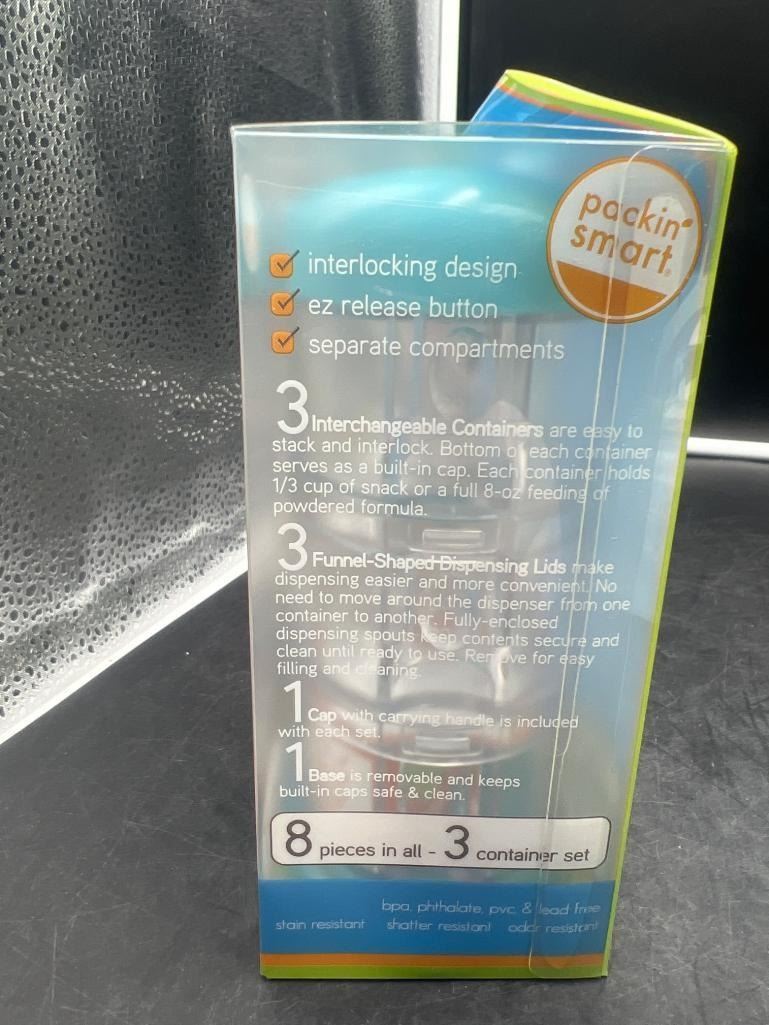 packin'
smart®
interlocking design
ez release button
separate compartments
3 Interchangeable Containers are easy to
stack and interlock. Bottom of each container
serves as a built-in cap. Each container holds
1/3 cup of snack or a full 8-oz feeding of
powdered formula.
3 Funnel-Shaped Dispensing Lids make
dispensing easier and more convenient. No
need to move around the dispenser from one
container to another. Fully-enclosed
dispensing spouts keep contents secure and
clean until ready to use. Remove for easy
filling and cleaning.
1 Cap with carrying handle is included
with each set.
1 Base is removable and keeps
built-in caps safe & clean.
8 pieces in all - 3 container set
bpa, phthalate, pvc, & lead free
stain resistant shatter resistant odor resistant